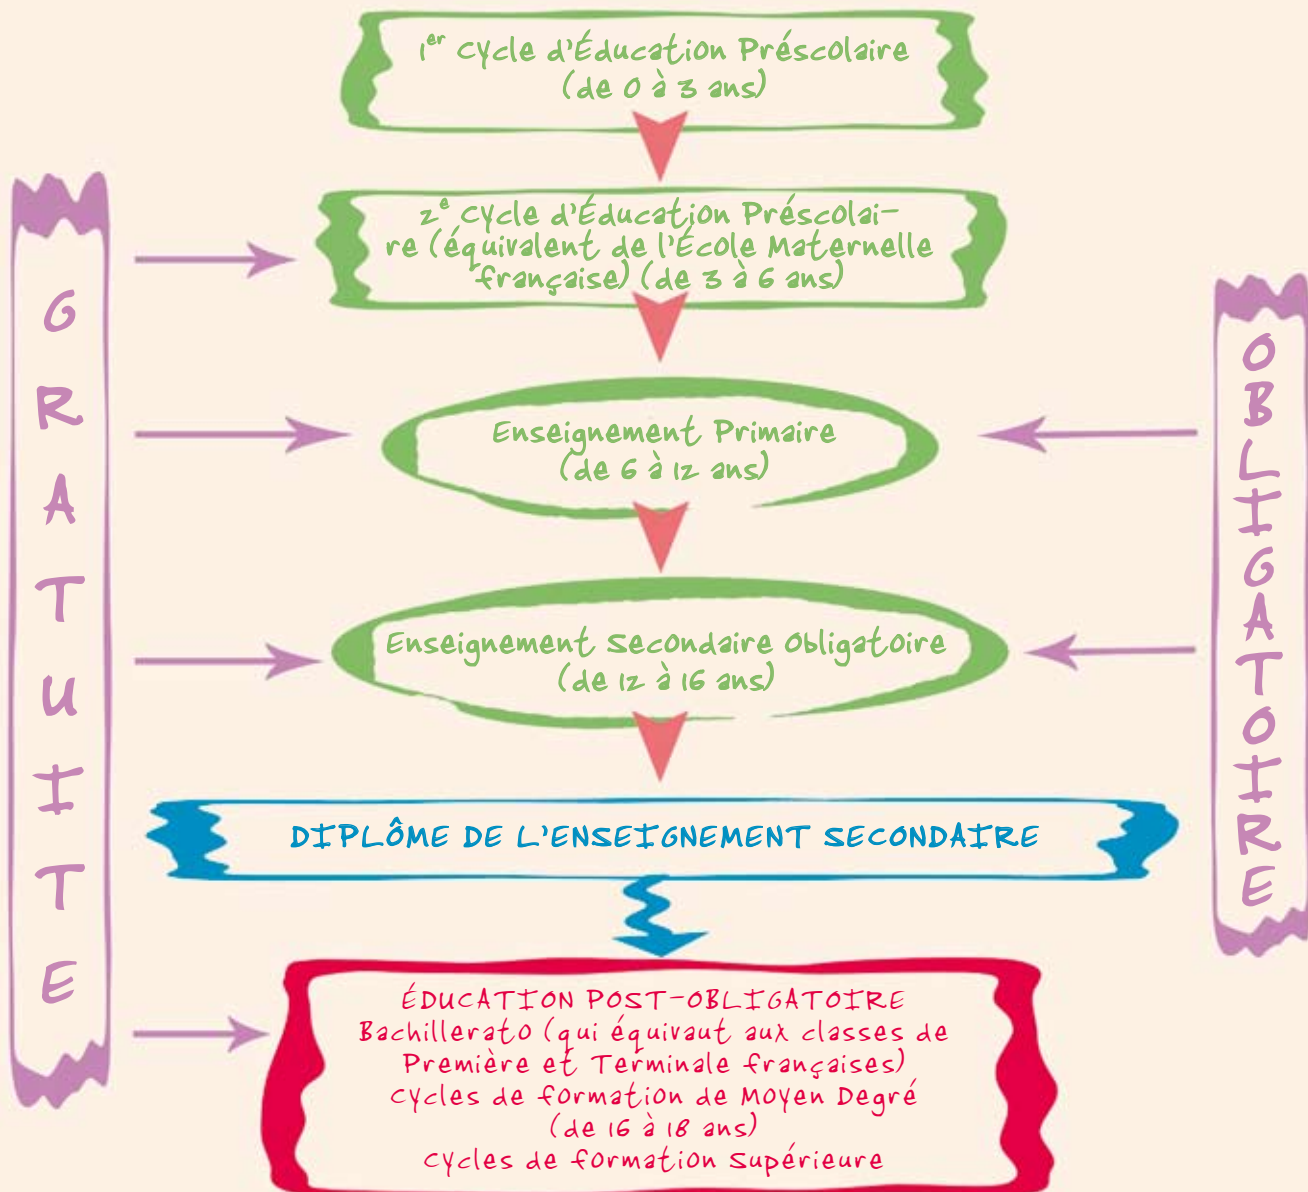 1er Cycle d'Éducation Préscolaire
(de 0 à 3 ans)
2e Cycle d'Éducation Préscolai-
re (équivalent de l'École Maternelle
française) (de 3 à 6 ans)
GRATUITE
OBLIGATOIRE
Enseignement Primaire
(de 6 à 12 ans)
Enseignement Secondaire Obligatoire
(de 12 à 16 ans)
DIPLÔME DE L'ENSEIGNEMENT SECONDAIRE
ÉDUCATION POST-OBLIGATOIRE
Bachillerato (qui équivaut aux classes de
Première et Terminale françaises)
Cycles de formation de Moyen Degré
(de 16 à 18 ans)
Cycles de formation Supérieure